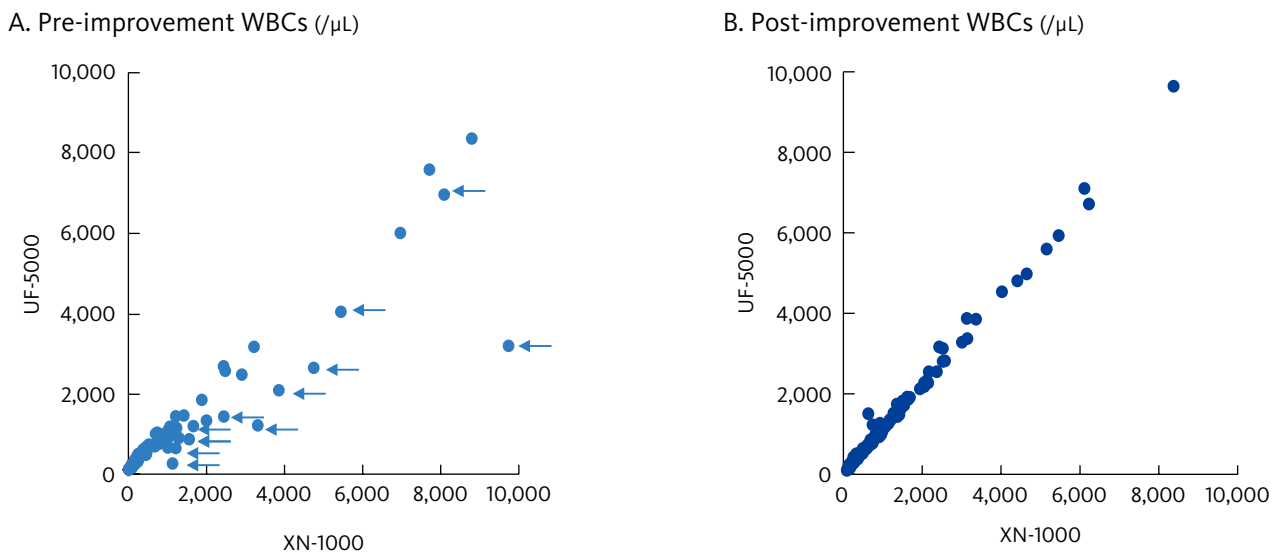 A. Pre-improvement WBCs (/µL)
10,000
8,000
6,000
4,000
2,000
0
UF-5000
0 2,000 4,000 6,000 8,000 10,000
XN-1000
B. Post-improvement WBCs (/µL)
10,000
8,000
6,000
4,000
2,000
0
UF-5000
0 2,000 4,000 6,000 8,000 10,000
XN-1000